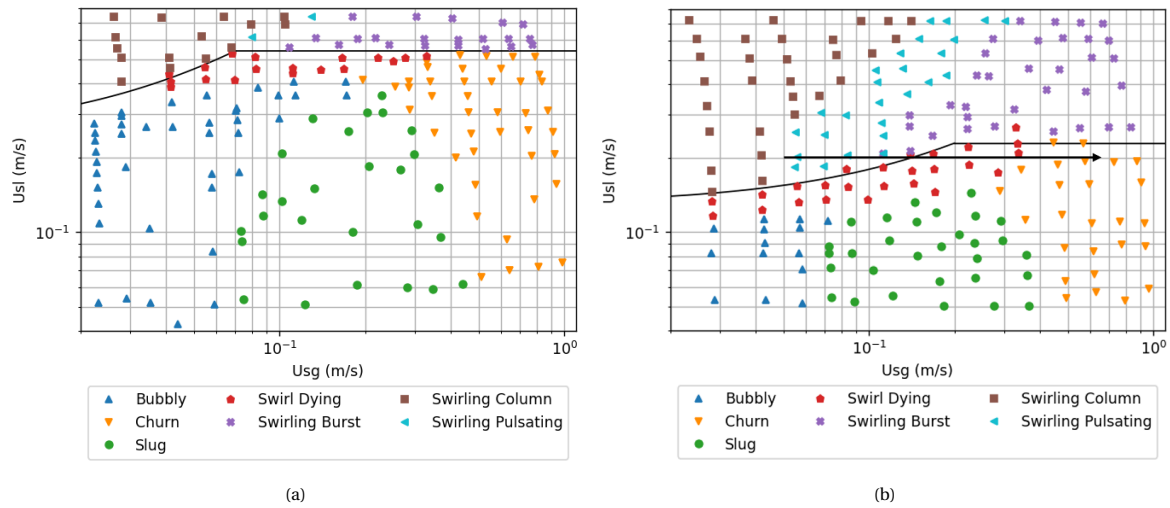 Usl (m/s)
10⁻¹
10⁻¹
10⁰
Usg (m/s)
Bubbly
Swirl Dying
Swirling Column
Churn
Swirling Burst
Swirling Pulsating
Slug
(a)
Usl (m/s)
10⁻¹
10⁻¹
10⁰
Usg (m/s)
Bubbly
Swirl Dying
Swirling Column
Churn
Swirling Burst
Swirling Pulsating
Slug
(b)